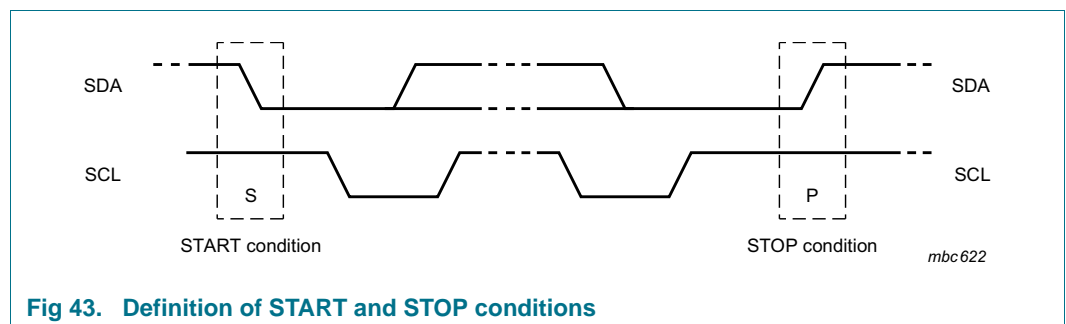 SDA
SDA
SCL
SCL
S
P
START condition
STOP condition
mbc622
Fig 43. Definition of START and STOP conditions